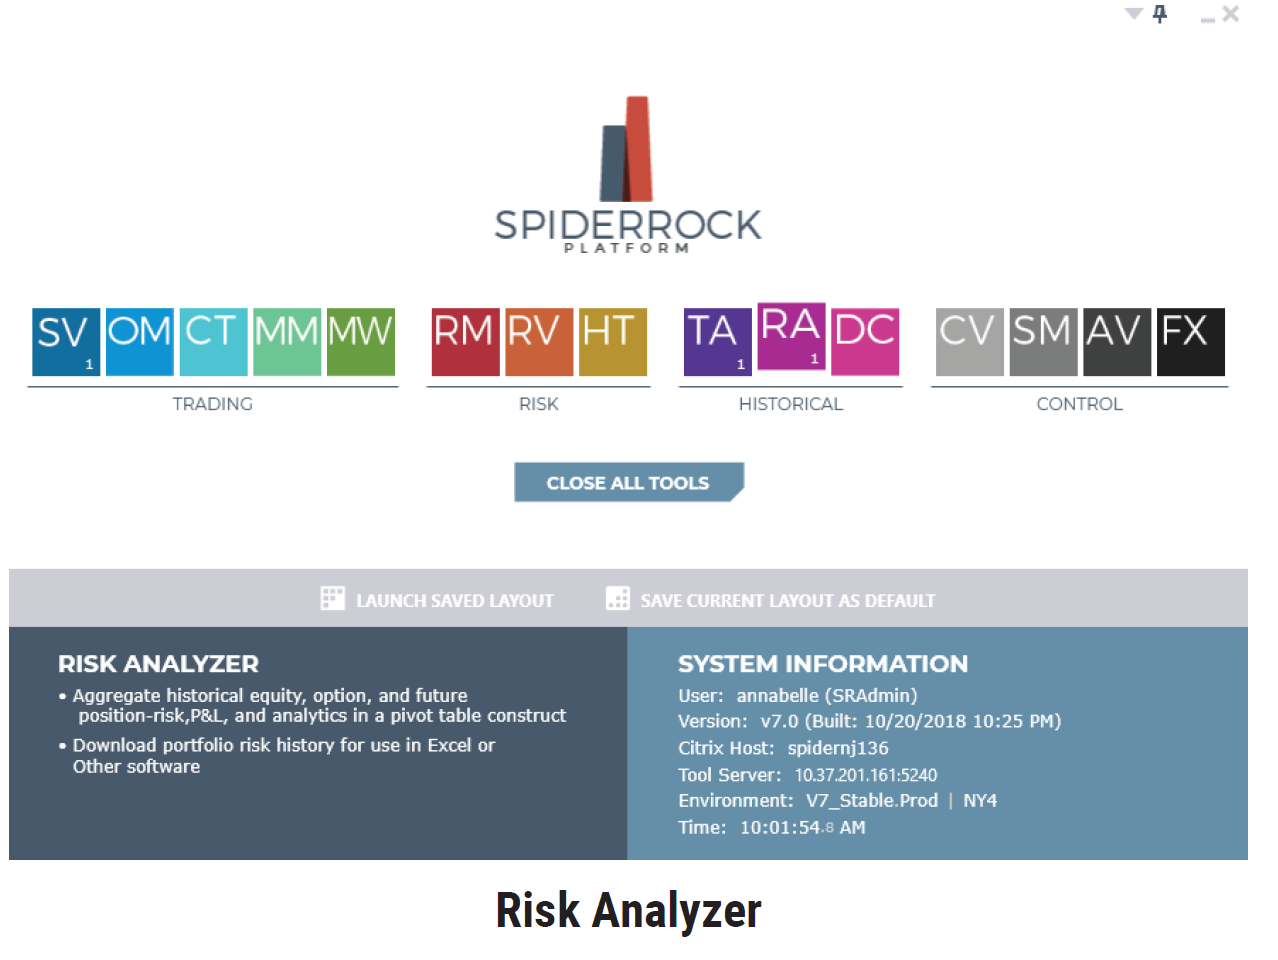 SPIDERROCK
PLATFORM
SV 1 OM CT MM MW RM RV HT TA 1 RA 1 DC CV SM AV FX
TRADING RISK HISTORICAL CONTROL
CLOSE ALL TOOLS
LAUNCH SAVED LAYOUT SAVE CURRENT LAYOUT AS DEFAULT
RISK ANALYZER
• Aggregate historical equity, option, and future
position-risk,P&L, and analytics in a pivot table construct
• Download portfolio risk history for use in Excel or
Other software
SYSTEM INFORMATION
User: annabelle (SRAdmin)
Version: v7.0 (Built: 10/20/2018 10:25 PM)
Citrix Host: spidernj136
Tool Server: 10.37.201.161:5240
Environment: V7_Stable.Prod | NY4
Time: 10:01:54.8 AM
Risk Analyzer